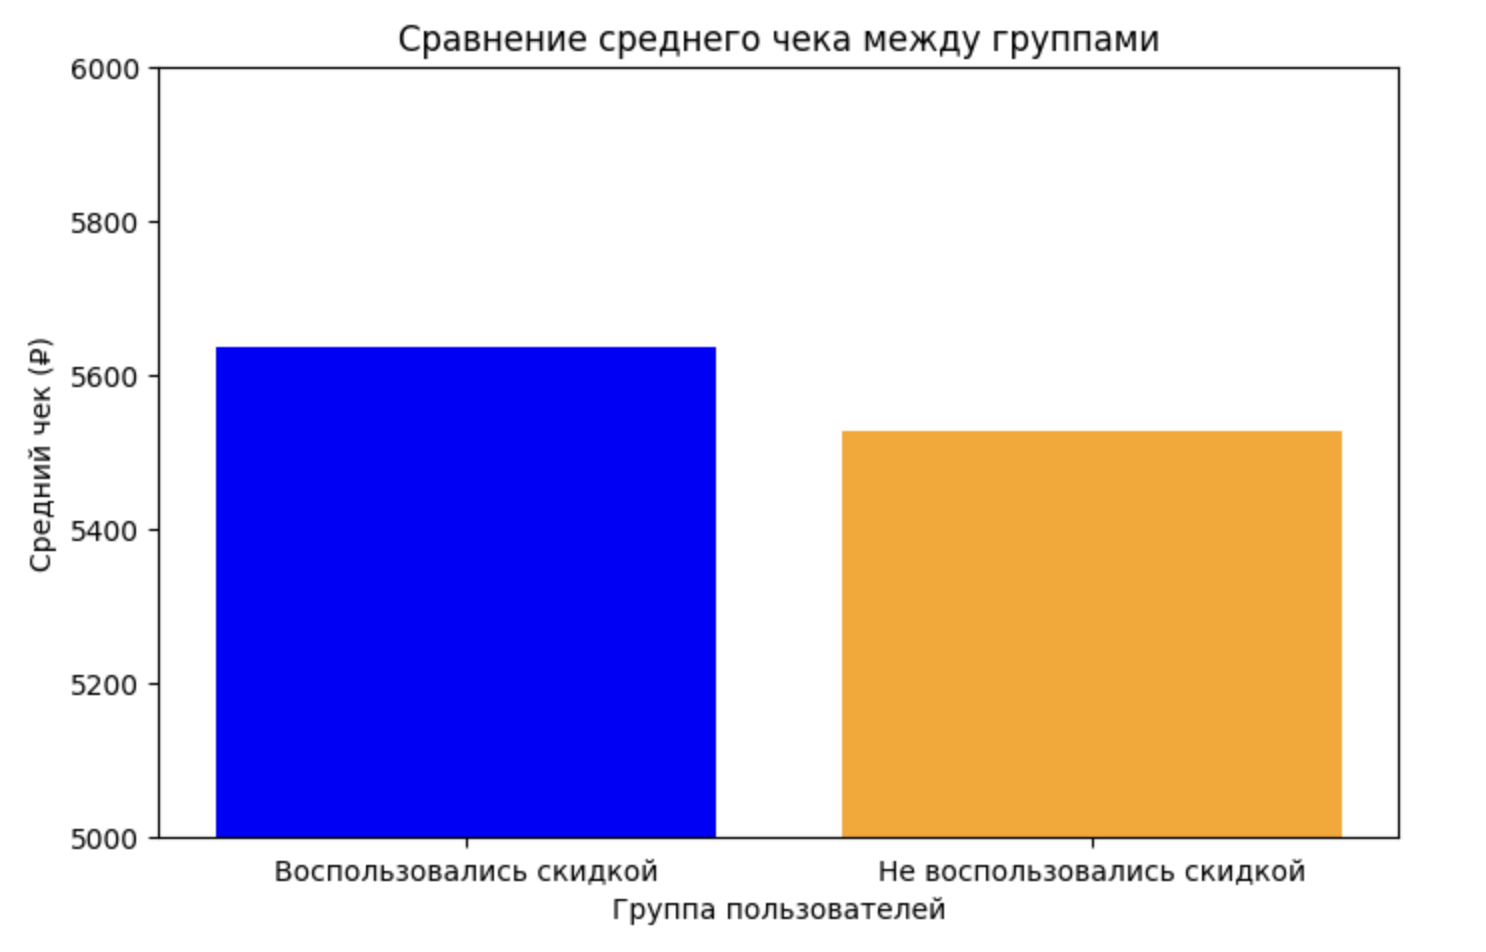 Сравнение среднего чека между группами
6000
5800
5600
5400
5200
5000
Средний чек (₽)
Воспользовались скидкой
Не воспользовались скидкой
Группа пользователей